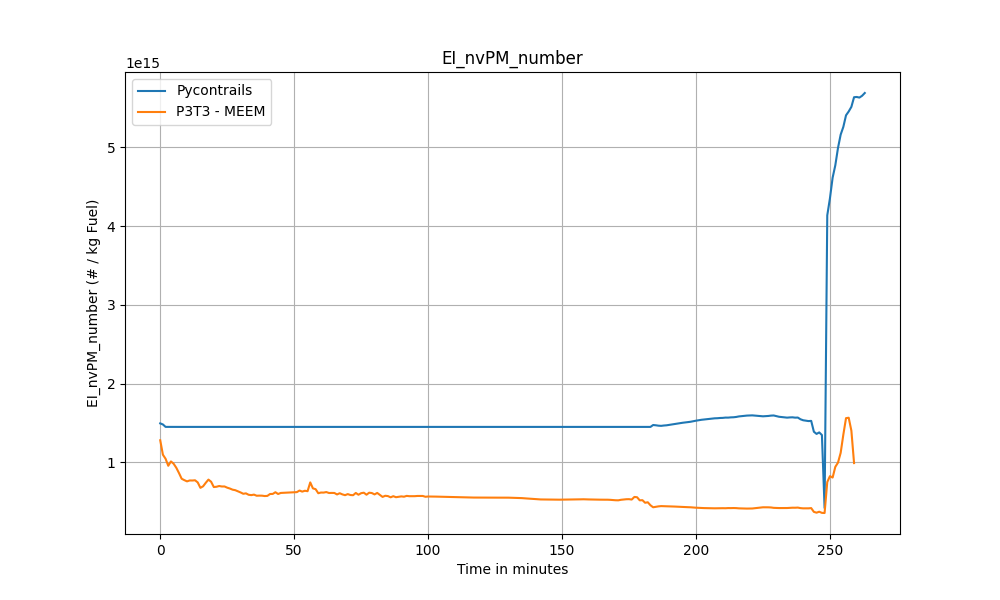 EI_nvPM_number
1e15
Pycontrails
P3T3 - MEEM
EI_nvPM_number (# / kg Fuel)
5
4
3
2
1
0 50 100 150 200 250
Time in minutes